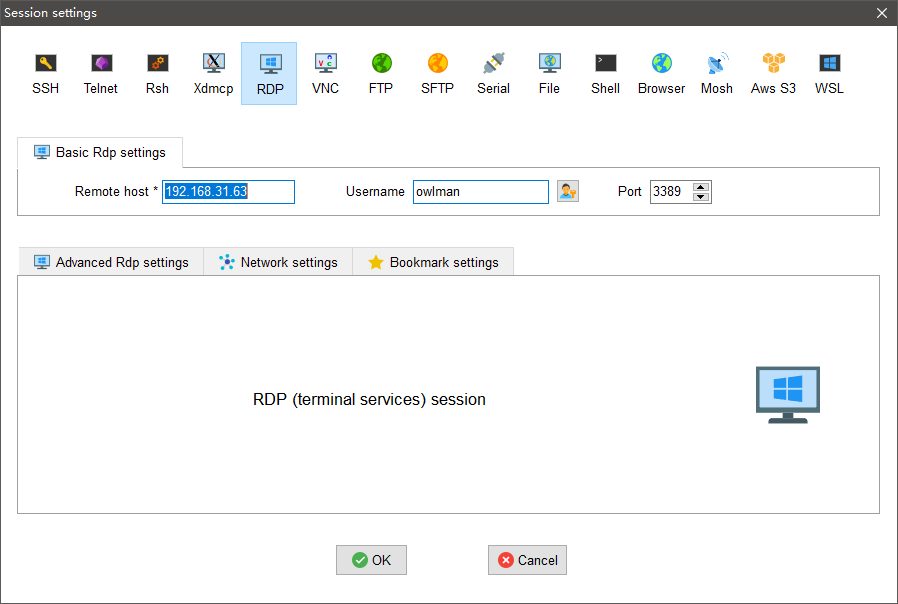 Session settings
SSH Telnet Rsh Xdmcp RDP VNC FTP SFTP Serial File Shell Browser Mosh Aws S3 WSL
Basic Rdp settings
Remote host * 192.168.31.63 Username owlman Port 3389
Advanced Rdp settings Network settings Bookmark settings
RDP (terminal services) session
OK Cancel